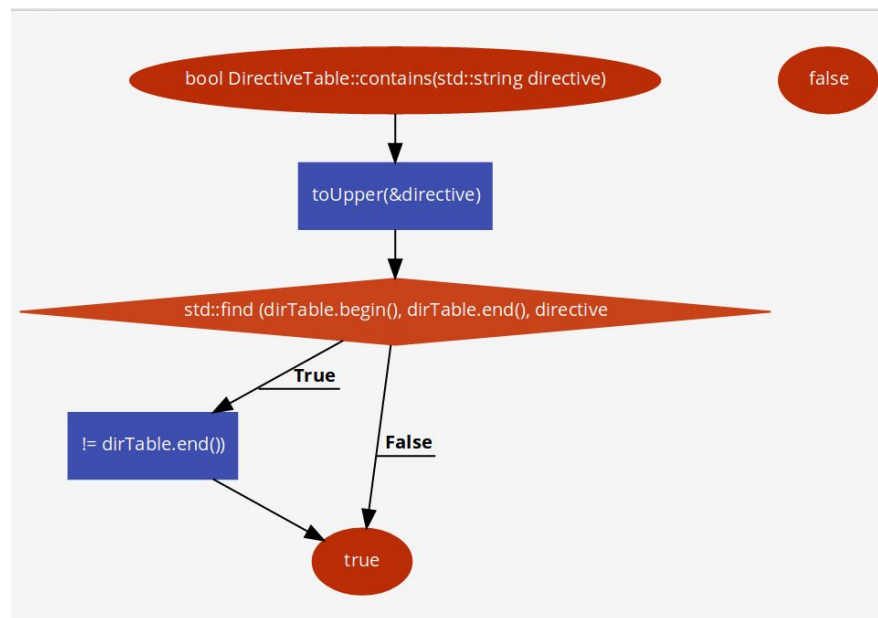 bool DirectiveTable::contains(std::string directive)
false
toUpper(&directive)
std::find (dirTable.begin(), dirTable.end(), directive
True
!= dirTable.end())
False
true